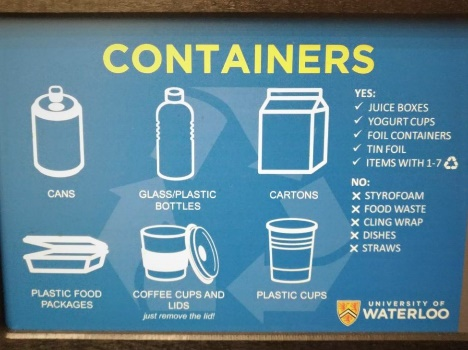 CONTAINERS
CANS
GLASS/PLASTIC
BOTTLES
CARTONS
PLASTIC FOOD
PACKAGES
COFFEE CUPS AND
LIDS
just remove the lid!
PLASTIC CUPS
YES:
✓ JUICE BOXES
✓ YOGURT CUPS
✓ FOIL CONTAINERS
✓ TIN FOIL
✓ ITEMS WITH 1-7 ♻
NO:
✗ STYROFOAM
✗ FOOD WASTE
✗ CLING WRAP
✗ DISHES
✗ STRAWS
UNIVERSITY OF
WATERLOO